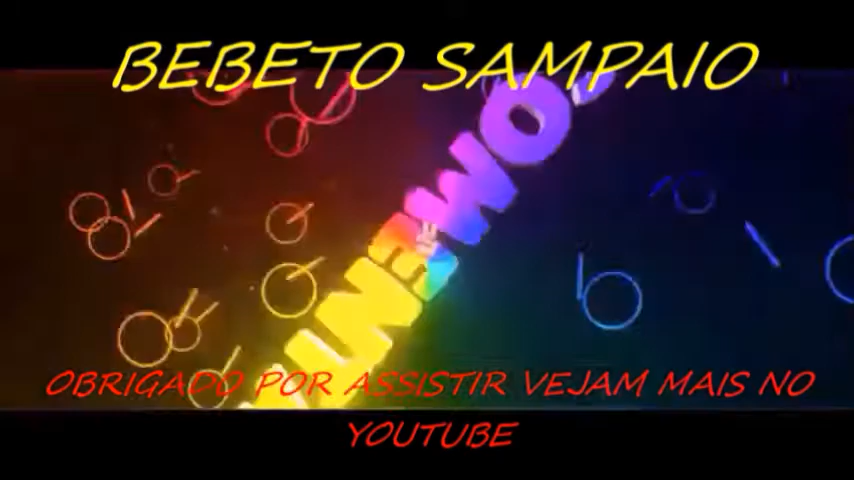 BEBETO SAMPAIO
OBRIGADO POR ASSISTIR VEJAM MAIS NO
YOUTUBE